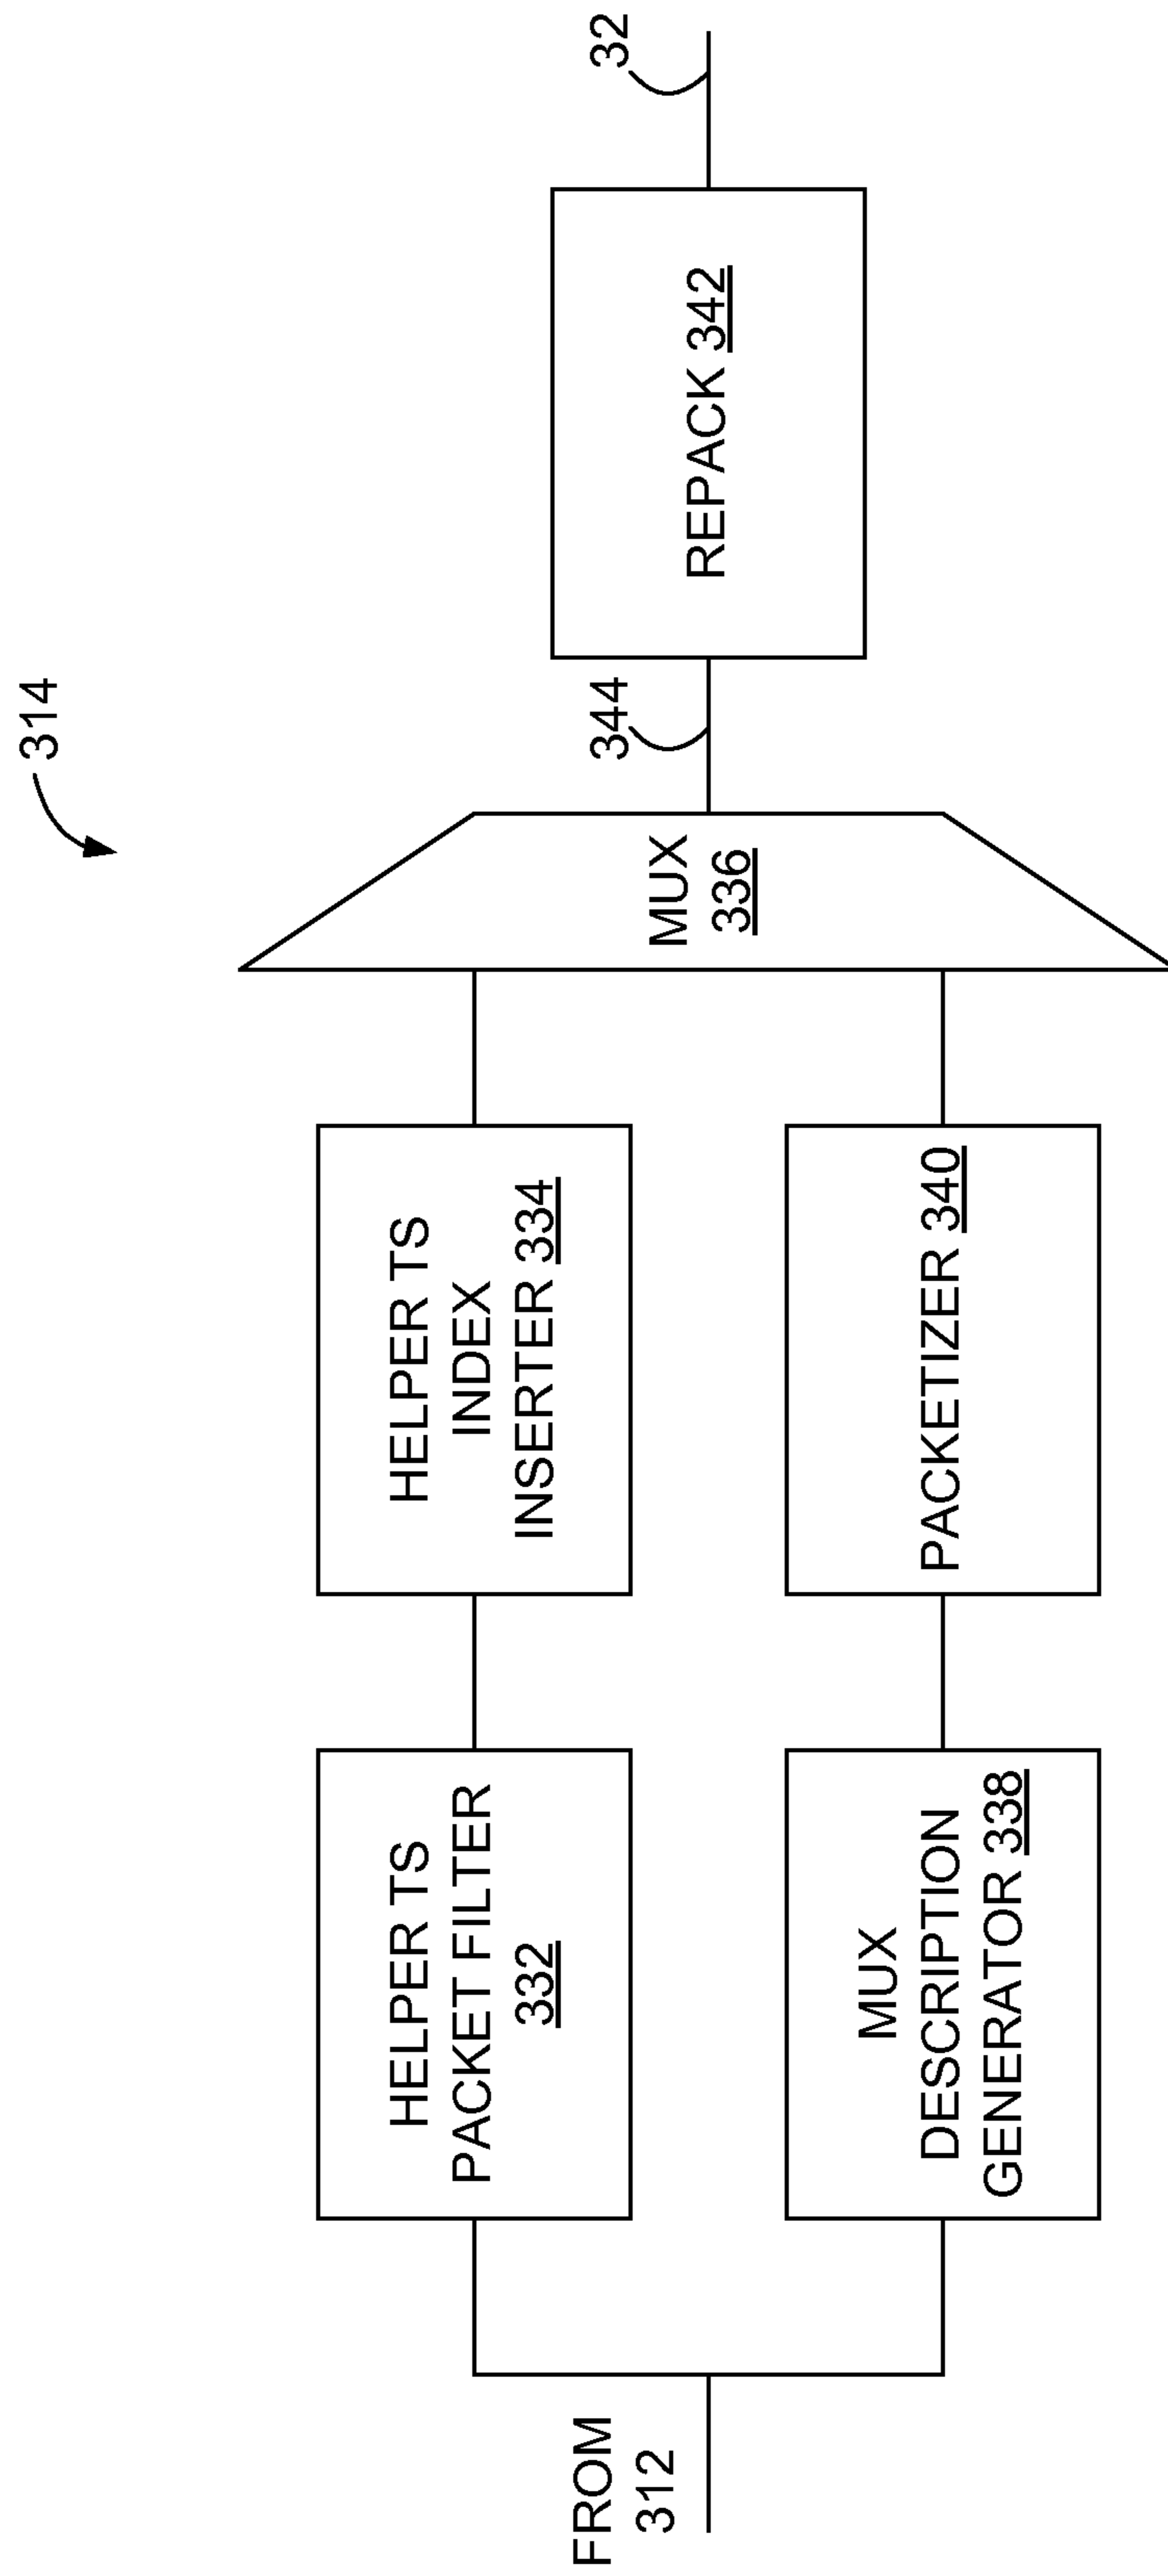 314
FROM
312
HELPER TS
PACKET FILTER
332
HELPER TS
INDEX
INSERTER 334
MUX
DESCRIPTION
GENERATOR 338
PACKETIZER 340
MUX
336
344
REPACK 342
32